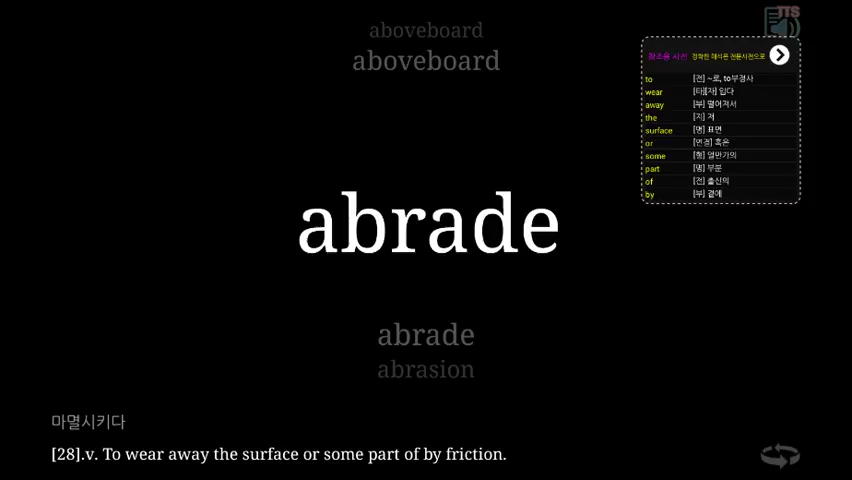 aboveboard
aboveboard
TTS
참조용 사전 정확한 해석은 전문사전으로
to [전] ~로, to부정사
wear [타][자] 입다
away [부] 떨어져서
the [지] 저
surface [명] 표면
or [연결] 혹은
some [형] 얼만가의
part [명] 부분
of [전] 출신의
by [부] 곁에
abrade
abrade
abrasion
마멸시키다
[28].v. To wear away the surface or some part of by friction.